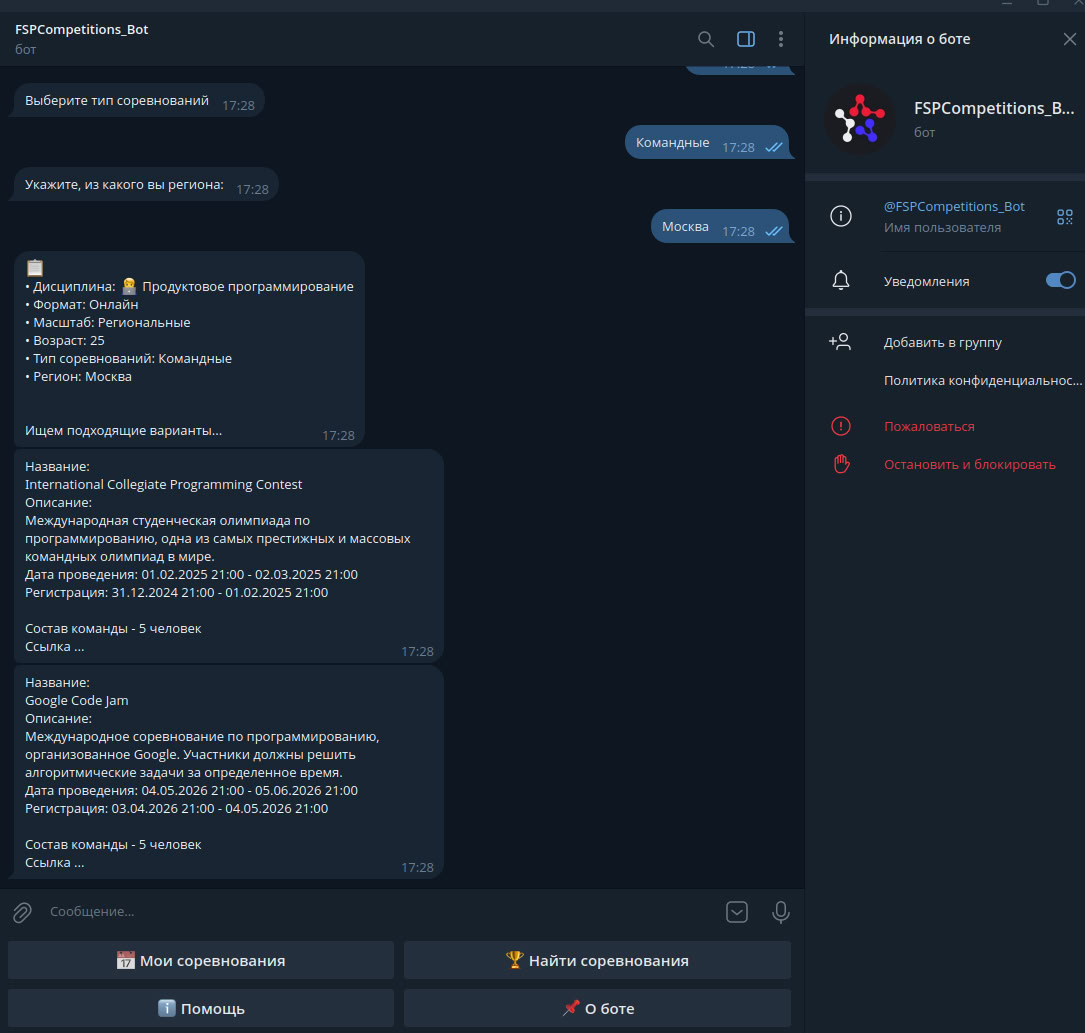 FSPCompetitions_Bot
бот
Выберите тип соревнований 17:28
Командные 17:28
Укажите, из какого вы региона: 17:28
Москва 17:28
• Дисциплина: Продуктовое программирование
• Формат: Онлайн
• Масштаб: Региональные
• Возраст: 25
• Тип соревнований: Командные
• Регион: Москва
Ищем подходящие варианты... 17:28
Название:
International Collegiate Programming Contest
Описание:
Международная студенческая олимпиада по
программированию, одна из самых престижных и массовых
командных олимпиад в мире.
Дата проведения: 01.02.2025 21:00 - 02.03.2025 21:00
Регистрация: 31.12.2024 21:00 - 01.02.2025 21:00
Состав команды - 5 человек
Ссылка ... 17:28
Название:
Google Code Jam
Описание:
Международное соревнование по программированию,
организованное Google. Участники должны решить
алгоритмические задачи за определенное время.
Дата проведения: 04.05.2026 21:00 - 05.06.2026 21:00
Регистрация: 03.04.2026 21:00 - 04.05.2026 21:00
Состав команды - 5 человек
Ссылка ... 17:28
Сообщение...
17 Мои соревнования
Найти соревнования
Помощь
О боте
Информация о боте
FSPCompetitions_B...
бот
@FSPCompetitions_Bot
Имя пользователя
Уведомления
Добавить в группу
Политика конфиденциальнос...
Пожаловаться
Остановить и блокировать